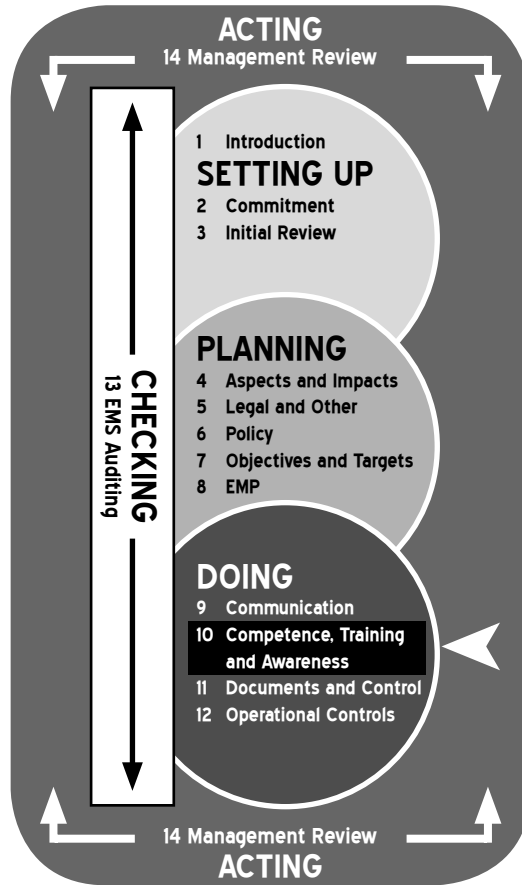 ACTING
14 Management Review
1 Introduction
SETTING UP
2 Commitment
3 Initial Review
PLANNING
4 Aspects and Impacts
5 Legal and Other
6 Policy
7 Objectives and Targets
8 EMP
CHECKING
13 EMS Auditing
DOING
9 Communication
10 Competence, Training
and Awareness
11 Documents and Control
12 Operational Controls
14 Management Review
ACTING